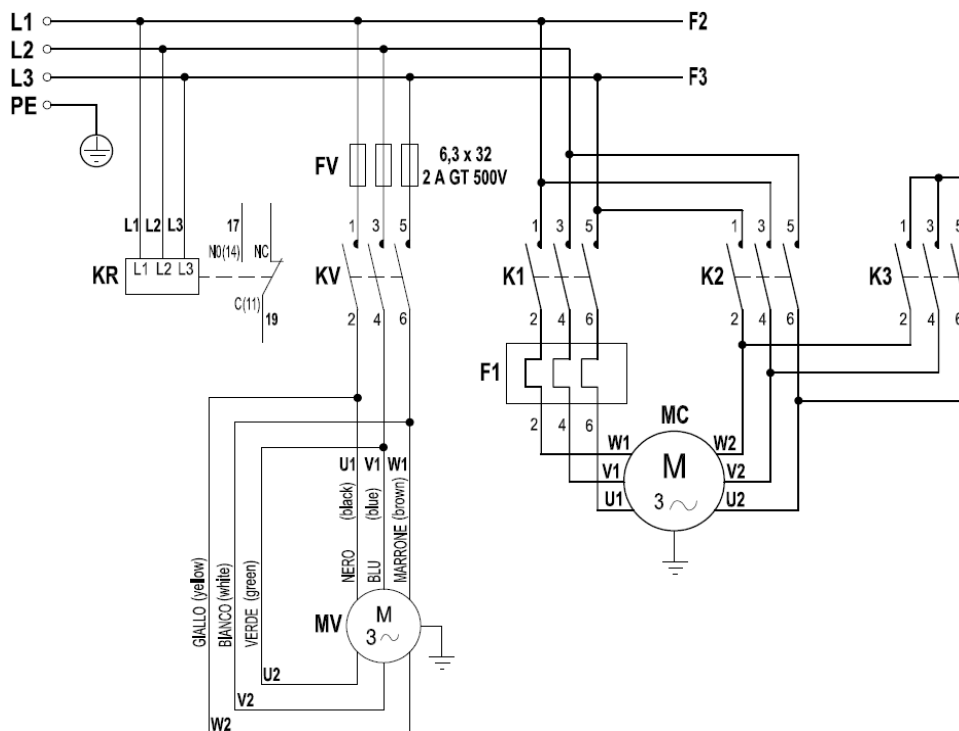 L1 F2
L2
L3 F3
PE
FV 6,3 x 32
2 A GT 500V
L1 L2 L3 17
1 3 5 1 3 5 1 3 5 1 3 5
N0(14) NC
KR L1 L2 L3 KV K1 K2 K3
C(11)
19 2 4 6 2 4 6 2 4 6 2 4 6
F1
2 4 6 MC
W1 W2
V1 M V2
U1 3 U2
U1 V1 W1
NERO (black)
BLU (blue)
MARRONE (brown)
GIALLO (yellow)
BIANCO (white)
VERDE (green)
MV M
3
U2
V2
W2